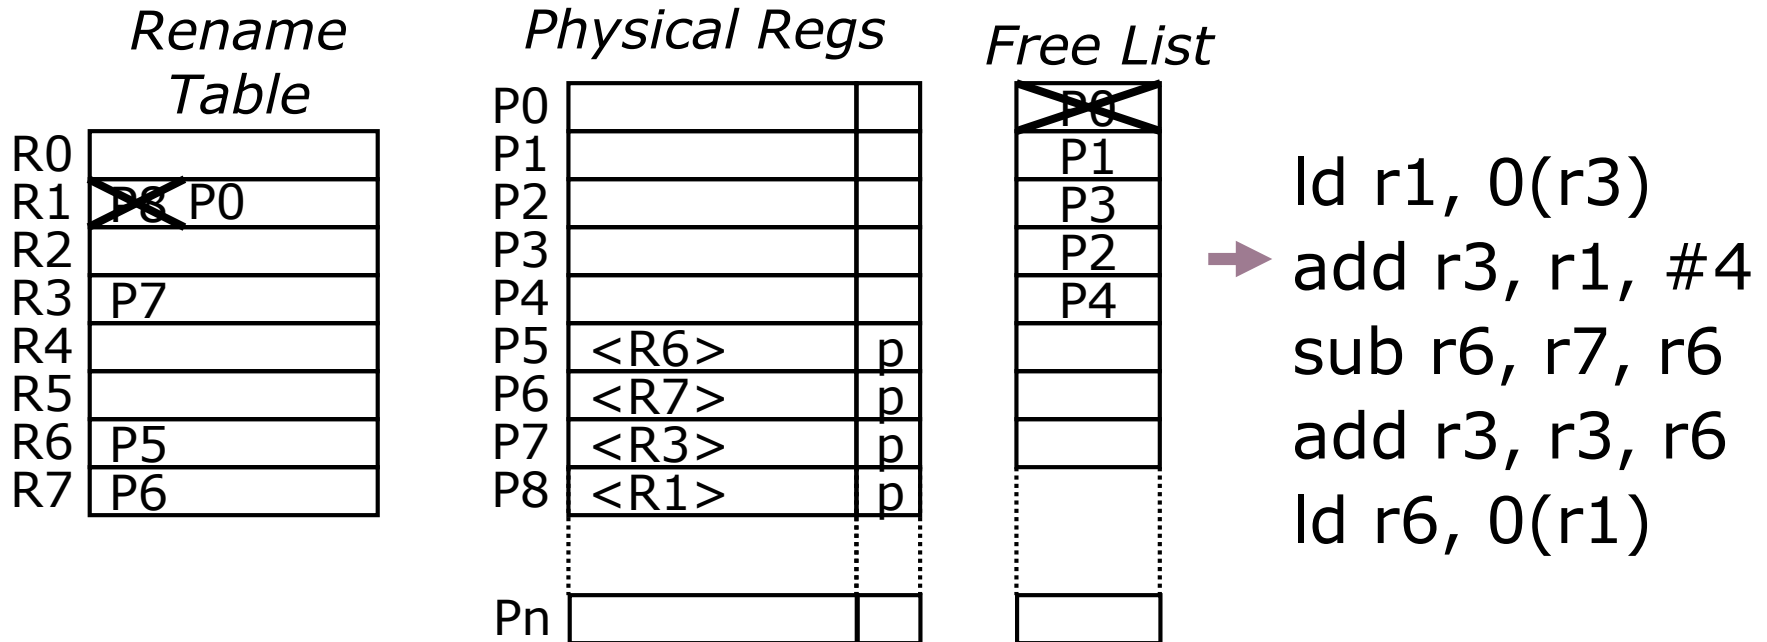 Rename
Table
R0
R1 P8 P0
R2
R3 P7
R4
R5
R6 P5
R7 P6
Physical Regs
P0
P1
P2
P3
P4
P5 <R6> p
P6 <R7> p
P7 <R3> p
P8 <R1> p
Pn
Free List
P0
P1
P3
P2
P4
ld r1, 0(r3)
add r3, r1, #4
sub r6, r7, r6
add r3, r3, r6
ld r6, 0(r1)